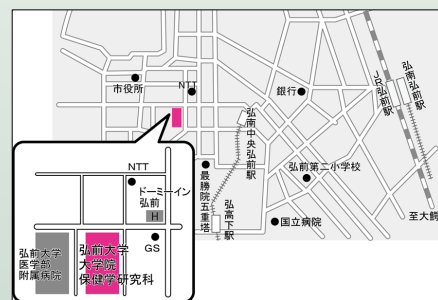 市役所
NTT
銀行
JR弘前駅
弘南弘前駅
弘南中央弘前駅
弘前第二小学校
最勝院五重塔
弘高下駅
国立病院
至大鰐
NTT
ドーミーイン
弘前
H
GS
弘前大学
医学部
附属病院
弘前大学
大学院
保健学研究科